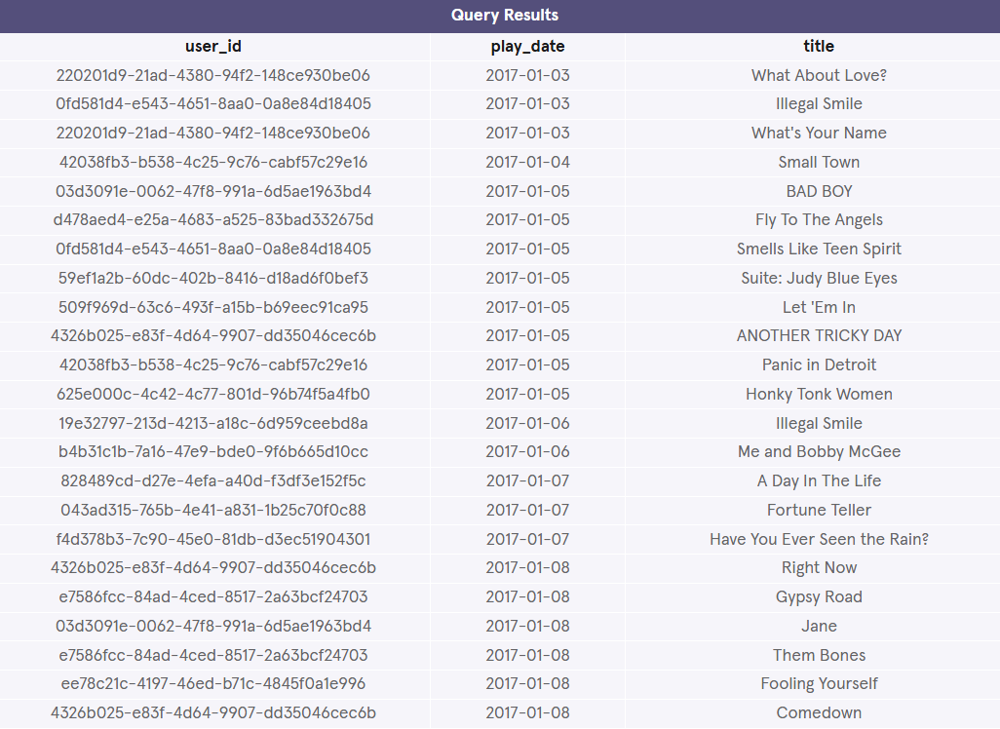 Query Results
user_id play_date title
220201d9-21ad-4380-94f2-148ce930be06 2017-01-03 What About Love?
0fd581d4-e543-4651-8aa0-0a8e84d18405 2017-01-03 Illegal Smile
220201d9-21ad-4380-94f2-148ce930be06 2017-01-03 What's Your Name
42038fb3-b538-4c25-9c76-cabf57c29e16 2017-01-04 Small Town
03d3091e-0062-47f8-991a-6d5ae1963bd4 2017-01-05 BAD BOY
d478aed4-e25a-4683-a525-83bad332675d 2017-01-05 Fly To The Angels
0fd581d4-e543-4651-8aa0-0a8e84d18405 2017-01-05 Smells Like Teen Spirit
59ef1a2b-60dc-402b-8416-d18ad6f0bef3 2017-01-05 Suite: Judy Blue Eyes
509f969d-63c6-493f-a15b-b69eec91ca95 2017-01-05 Let 'Em In
4326b025-e83f-4d64-9907-dd35046cec6b 2017-01-05 ANOTHER TRICKY DAY
42038fb3-b538-4c25-9c76-cabf57c29e16 2017-01-05 Panic in Detroit
625e000c-4c42-4c77-801d-96b74f5a4fb0 2017-01-05 Honky Tonk Women
19e32797-213d-4213-a18c-6d959ceebd8a 2017-01-06 Illegal Smile
b4b31c1b-7a16-47e9-bde0-9f6b665d10cc 2017-01-06 Me and Bobby McGee
828489cd-d27e-4efa-a40d-f3df3e152f5c 2017-01-07 A Day In The Life
043ad315-765b-4e41-a831-1b25c70f0c88 2017-01-07 Fortune Teller
f4d378b3-7c90-45e0-81db-d3ec51904301 2017-01-07 Have You Ever Seen the Rain?
4326b025-e83f-4d64-9907-dd35046cec6b 2017-01-08 Right Now
e7586fcc-84ad-4ced-8517-2a63bcf24703 2017-01-08 Gypsy Road
03d3091e-0062-47f8-991a-6d5ae1963bd4 2017-01-08 Jane
e7586fcc-84ad-4ced-8517-2a63bcf24703 2017-01-08 Them Bones
ee78c21c-4197-46ed-b71c-4845f0a1e996 2017-01-08 Fooling Yourself
4326b025-e83f-4d64-9907-dd35046cec6b 2017-01-08 Comedown